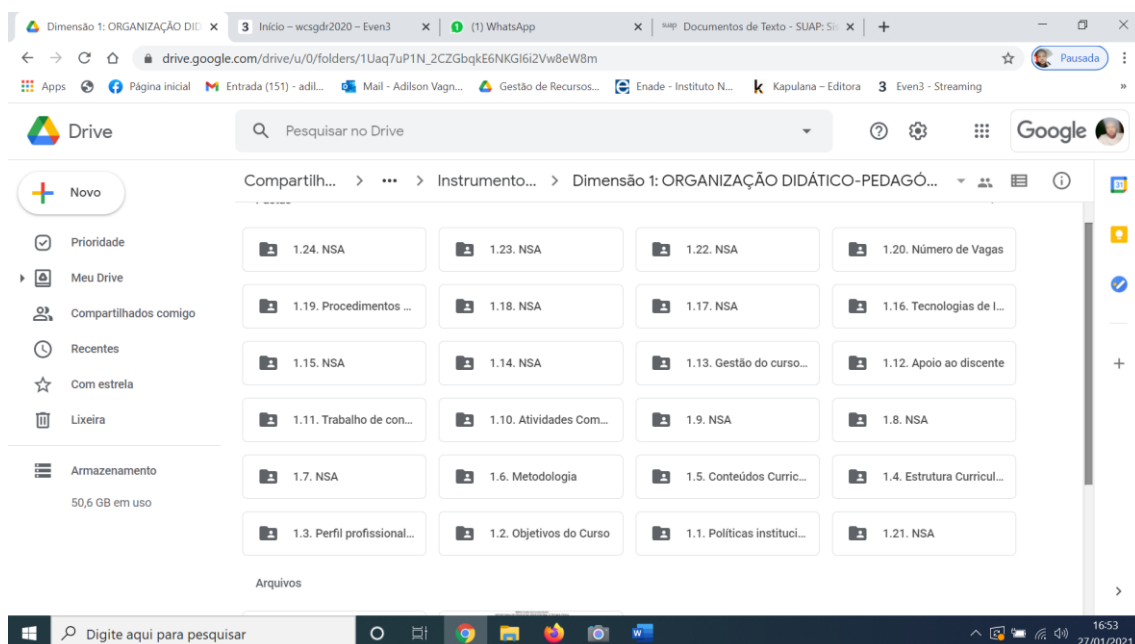 Dimensão 1: ORGANIZAÇÃO DID
3 Início – wcsgdr2020 – Even3
(1) WhatsApp
suap Documentos de Texto - SUAP: Sis
drive.google.com/drive/u/0/folders/1Uaq7uP1N_2CZGbqkE6NKGI6i2Vw8eW8m
Pausada
Apps
Página inicial
Entrada (151) - adil...
Mail - Adilson Vagn...
Gestão de Recursos...
Enade - Instituto N...
Kapulana – Editora
3 Even3 - Streaming
»
Drive
Pesquisar no Drive
Google
Novo
Compartilh... > ••• > Instrumento... > Dimensão 1: ORGANIZAÇÃO DIDÁTICO-PEDAGÓ...
31
Prioridade
Meu Drive
Compartilhados comigo
Recentes
Com estrela
Lixeira
Armazenamento
50,6 GB em uso
1.24. NSA
1.23. NSA
1.22. NSA
1.20. Número de Vagas
1.19. Procedimentos ...
1.18. NSA
1.17. NSA
1.16. Tecnologias de I...
1.15. NSA
1.14. NSA
1.13. Gestão do curso...
1.12. Apoio ao discente
1.11. Trabalho de con...
1.10. Atividades Com...
1.9. NSA
1.8. NSA
1.7. NSA
1.6. Metodologia
1.5. Conteúdos Curric...
1.4. Estrutura Curricul...
1.3. Perfil profissional...
1.2. Objetivos do Curso
1.1. Políticas instituci...
1.21. NSA
Arquivos
Digite aqui para pesquisar
16:53
27/01/2021